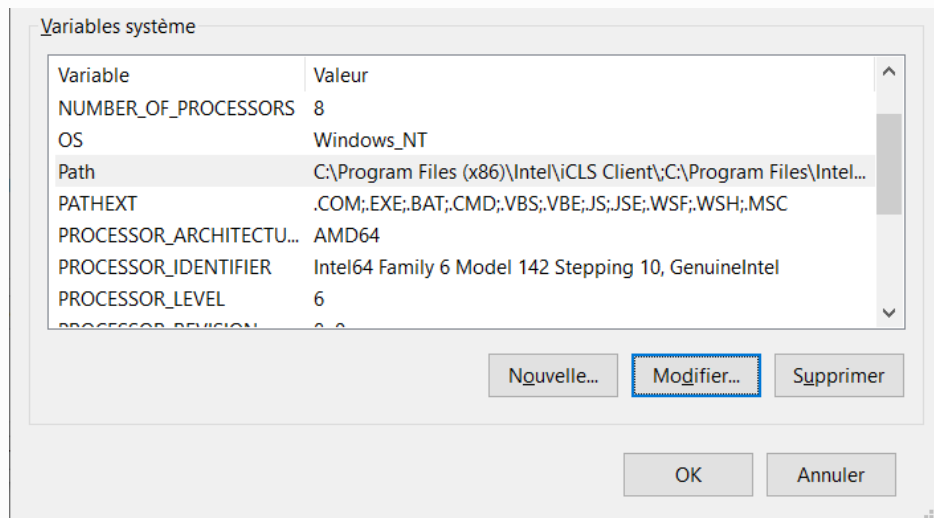 Variables système
Variable Valeur
NUMBER_OF_PROCESSORS 8
OS Windows_NT
Path C:\Program Files (x86)\Intel\iCLS Client\;C:\Program Files\Intel...
PATHEXT .COM;.EXE;.BAT;.CMD;.VBS;.VBE;.JS;.JSE;.WSF;.WSH;.MSC
PROCESSOR_ARCHITECTU... AMD64
PROCESSOR_IDENTIFIER Intel64 Family 6 Model 142 Stepping 10, GenuineIntel
PROCESSOR_LEVEL 6
Nouvelle... Modifier... Supprimer
OK Annuler